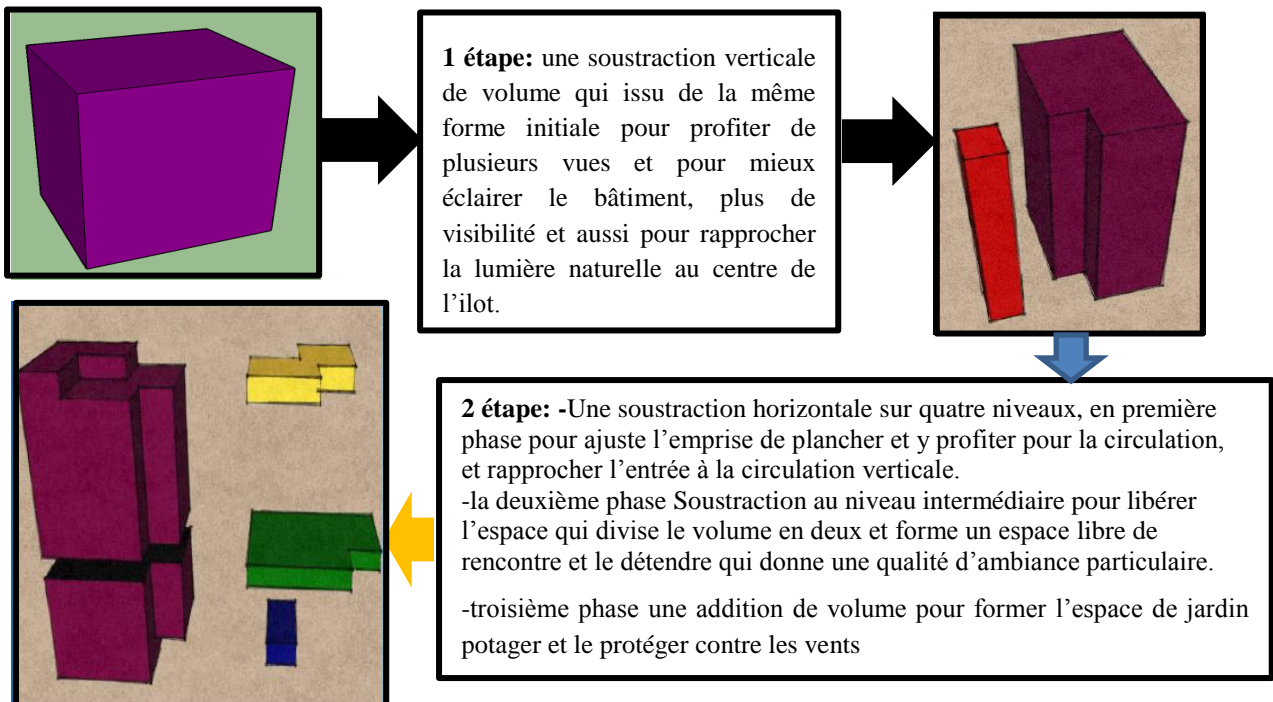 1 étape: une soustraction verticale
de volume qui issu de la même
forme initiale pour profiter de
plusieurs vues et pour mieux
éclairer le bâtiment, plus de
visibilité et aussi pour rapprocher
la lumière naturelle au centre de
l’ilot.
2 étape: -Une soustraction horizontale sur quatre niveaux, en première
phase pour ajuste l’emprise de plancher et y profiter pour la circulation,
et rapprocher l’entrée à la circulation verticale.
-la deuxième phase Soustraction au niveau intermédiaire pour libérer
l’espace qui divise le volume en deux et forme un espace libre de
rencontre et le détendre qui donne une qualité d’ambiance particulaire.
-troisième phase une addition de volume pour former l’espace de jardin
potager et le protéger contre les vents